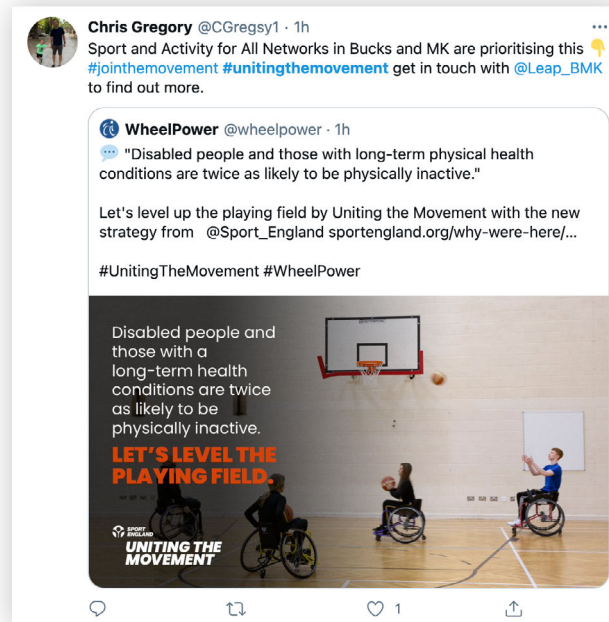 Chris Gregory @CGregsy1 · 1h
Sport and Activity for All Networks in Bucks and MK are prioritising this 👇
#jointhemovement #unitingthemovement get in touch with @Leap_BMK
to find out more.
WheelPower @wheelpower · 1h
💬 "Disabled people and those with long-term physical health
conditions are twice as likely to be physically inactive."
Let's level up the playing field by Uniting the Movement with the new
strategy from @Sport_England sportengland.org/why-were-here/...
#UnitingTheMovement #WheelPower
Disabled people and
those with a
long-term health
conditions are twice
as likely to be
physically inactive.
LET'S LEVEL THE
PLAYING FIELD.
SPORT
ENGLAND
UNITING THE
MOVEMENT
1